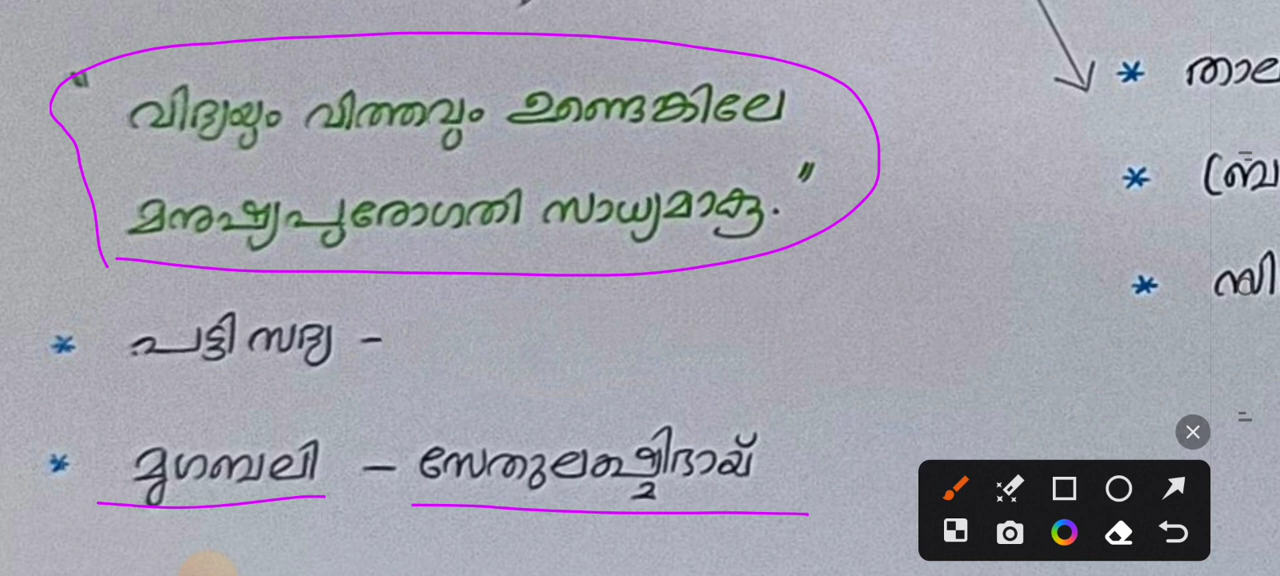 "വിദ്യയും വിത്തവും ഉണ്ടെങ്കിലേ
മനുഷ്യപുരോഗതി സാധ്യമാകൂ."
* പട്ടിസദ്യ -
* മൃഗബലി - സേതുലക്ഷ്മിഭായ്
* താല
* ബ്ര
*